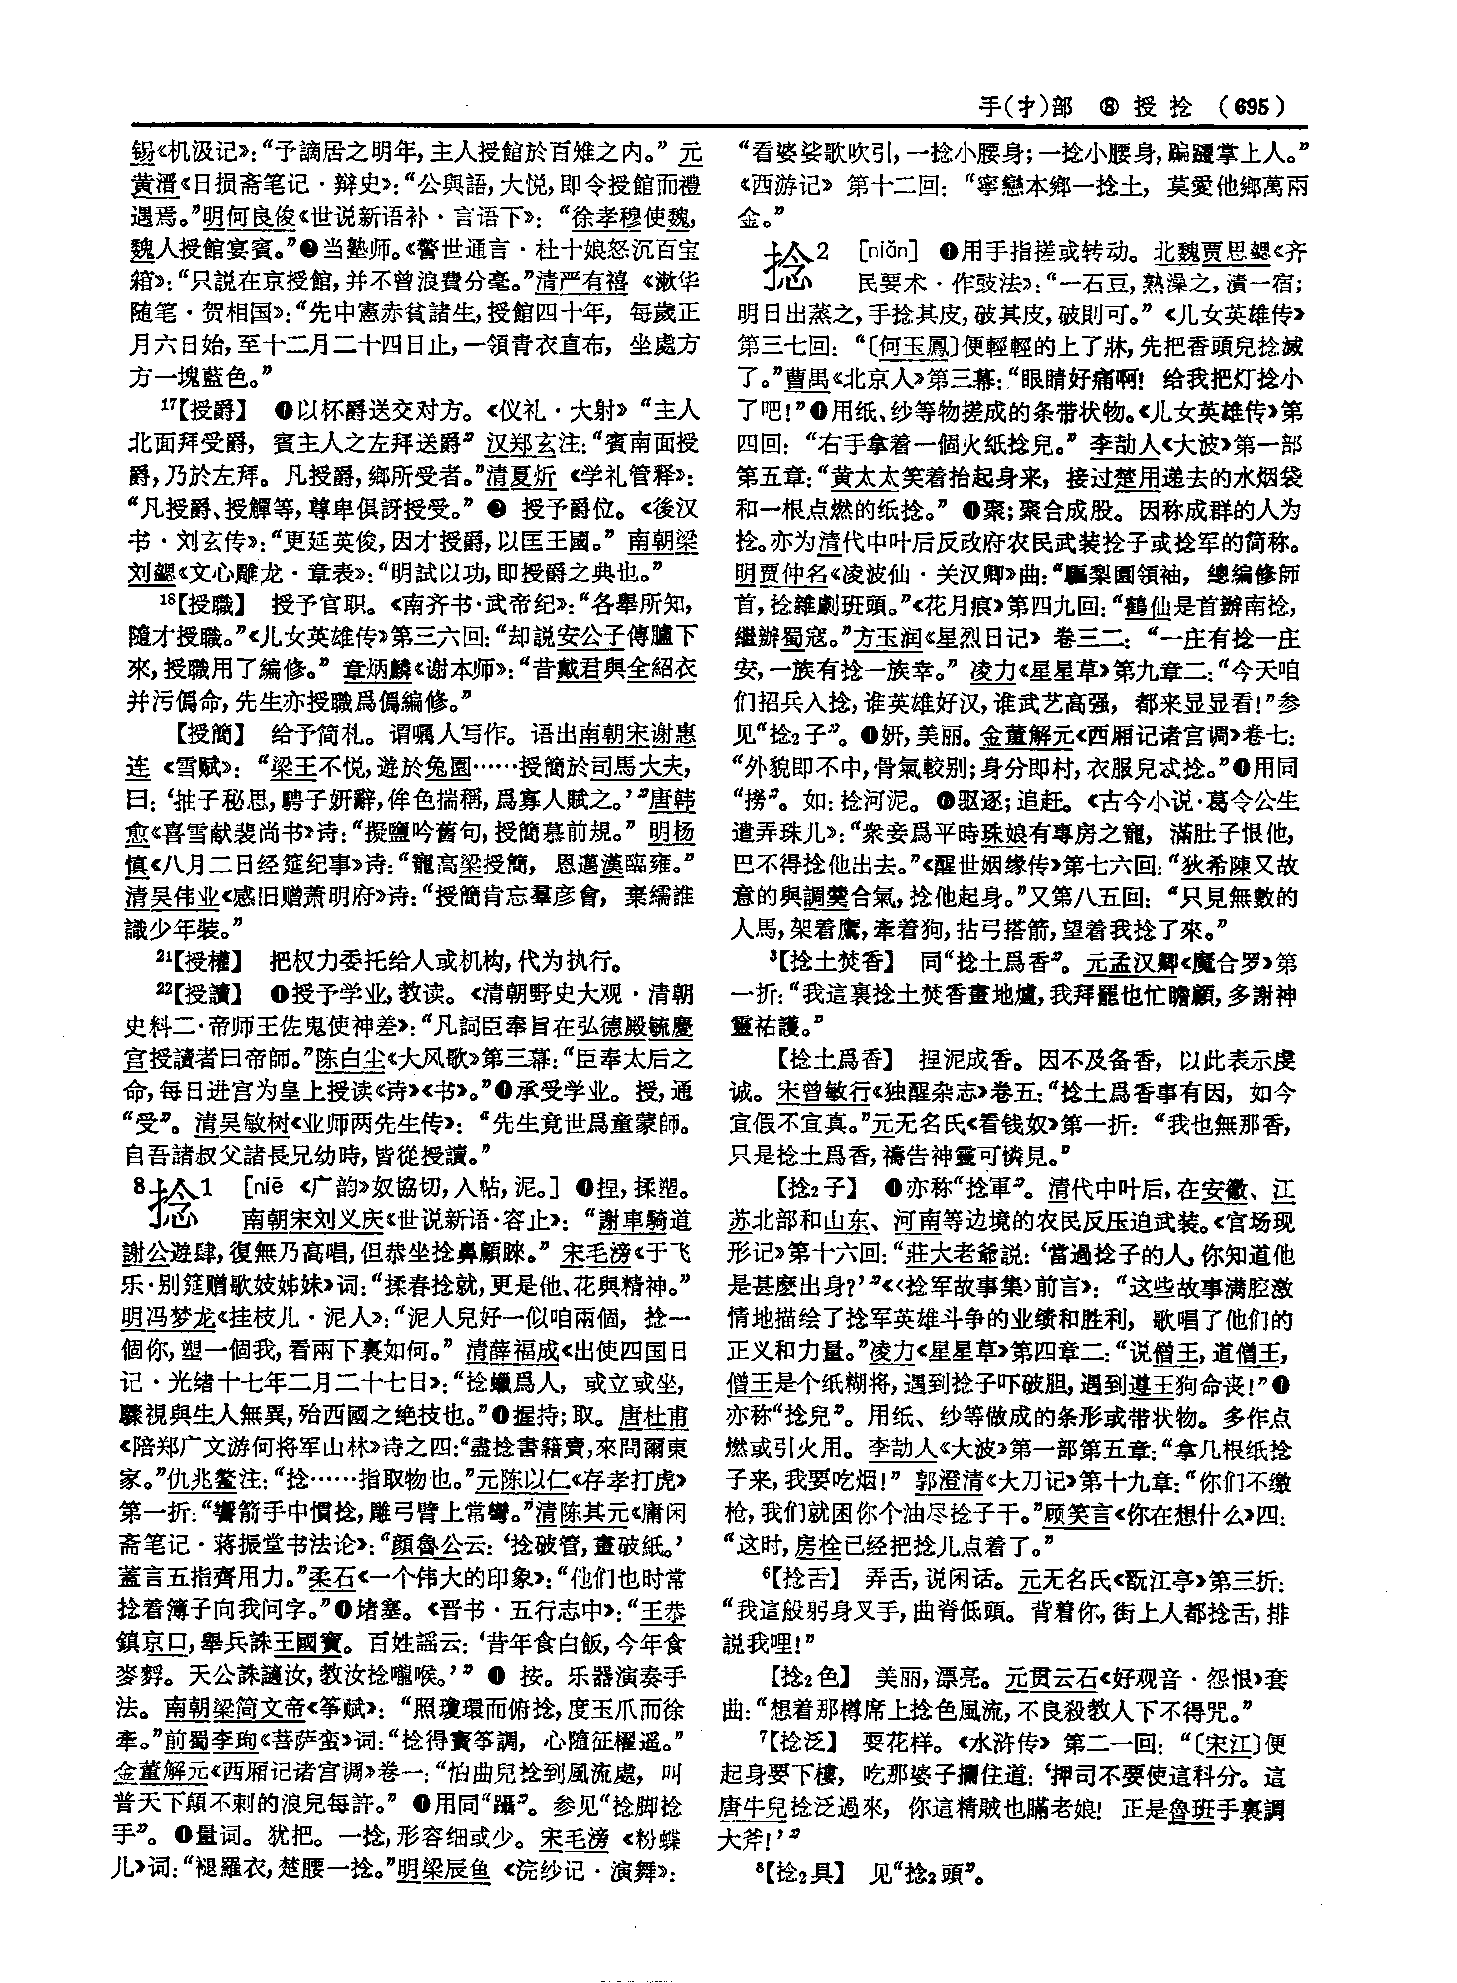 手(扌)部 ⑧ 授 捻 (695)
锡《机汲记》：“予謫居之明年，主人授館於百雉之内。” 元
黄溍《日损斋笔记·辩史》：“公與語，大悦，即令授館而禮
遇焉。”明何良俊《世说新语补·言语下》：“徐孝穆使魏，
魏人授館宴賓。”❷当塾师。《警世通言·杜十娘怒沉百宝
箱》：“只説在京授館，并不曾浪費分毫。”清严有禧《漱华
随笔·贺相国》：“先中憲赤貧諸生，授館四十年， 每歲正
月六日始，至十二月二十四日止，一領青衣直布， 坐處方
方一塊藍色。”
17【授爵】 ❶以杯爵送交对方。《仪礼·大射》“主人
北面拜受爵， 賓主人之左拜送爵” 汉郑玄注：“賓南面授
爵，乃於左拜。凡授爵，鄉所受者。”清夏炘《学礼管释》：
“凡授爵、授觶等，尊卑俱訝授受。” ❷ 授予爵位。《後汉
书·刘玄传》：“更延英俊，因才授爵，以匡王國。” 南朝梁
刘勰《文心雕龙·章表》：“明試以功，即授爵之典也。”
18【授職】 授予官职。《南齐书·武帝纪》：“各舉所知，
隨才授職。”《儿女英雄传》第三六回：“却説安公子傳臚下
來，授職用了編修。” 章炳麟《谢本师》：“昔戴君與全紹衣
并污僞命，先生亦授職爲僞編修。”
【授簡】 给予简札。谓嘱人写作。语出南朝宋谢惠
连《雪赋》：“梁王不悦，遊於兔園……授簡於司馬大夫，
曰：‘抽子秘思，騁子妍辭，侔色揣稱，爲寡人賦之。’”唐韩
愈《喜雪献裴尚书》诗：“擬鹽吟舊句，授簡慕前規。” 明杨
慎《八月二日经筵纪事》诗：“寵高梁授簡， 恩邁漢臨雍。”
清吴伟业《感旧赠萧明府》诗：“授簡肯忘羣彦會， 棄繻誰
識少年裝。”
21【授權】 把权力委托给人或机构，代为执行。
22【授讀】 ❶授予学业，教读。《清朝野史大观·清朝
史料二·帝师王佐鬼使神差》：“凡詞臣奉旨在弘德殿毓慶
宫授讀者曰帝師。”陈白尘《大风歌》第三幕：“臣奉太后之
命，每日进宫为皇上授读《诗》《书》。”❷承受学业。授，通
“受”。清吴敏树《业师两先生传》：“先生竟世爲童蒙師。
自吾諸叔父諸長兄幼時，皆從授讀。”
8捻1 [niē 《广韵》奴協切，入帖，泥。] ❶捏，揉塑。
南朝宋刘义庆《世说新语·容止》：“謝車騎道
謝公遊肆，復無乃高唱，但恭坐捻鼻顧睞。” 宋毛滂《于飞
乐·别筵赠歌妓姊妹》词：“揉春捻就，更是他、花與精神。”
明冯梦龙《挂枝儿·泥人》：“泥人兒好一似咱兩個， 捻一
個你，塑一個我，看兩下裏如何。” 清薛福成《出使四国日
记·光绪十七年二月二十七日》：“捻蠟爲人， 或立或坐，
驟視與生人無異，殆西國之絶技也。”❷握持；取。唐杜甫
《陪郑广文游何将军山林》诗之四：“盡捻書籍賣，來問爾東
家。”仇兆鳌注：“捻……指取物也。”元陈以仁《存孝打虎》
第一折：“響箭手中慣捻，雕弓臂上常彎。”清陈其元《庸闲
斋笔记·蒋振堂书法论》：“顔魯公云：‘捻破管，畫破紙。’
蓋言五指齊用力。”柔石《一个伟大的印象》：“他们也时常
捻着簿子向我问字。”❸堵塞。《晋书·五行志中》：“王恭
鎮京口，舉兵誅王國寶。百姓謡云：‘昔年食白飯，今年食
麥麩。天公誅讁汝，教汝捻嚨喉。’” ❹ 按。乐器演奏手
法。南朝梁简文帝《筝赋》：“照瓊環而俯捻，度玉爪而徐
牽。”前蜀李珣《菩萨蛮》词：“捻得寶筝調， 心隨征櫂遥。”
金董解元《西厢记诸宫调》卷一：“怕曲兒捻到風流處， 叫
普天下顛不剌的浪兒每許。” ❺用同“躡”。参见“捻脚捻
手”。❻量词。犹把。一捻，形容细或少。宋毛滂《粉蝶
儿》词：“褪羅衣，楚腰一捻。”明梁辰鱼《浣纱记·演舞》：
“看婆娑歌吹引，一捻小腰身；一捻小腰身，蹁躚掌上人。”
《西游记》 第十二回：“寧戀本鄉一捻土， 莫愛他鄉萬兩
金。”
捻2 [niǎn] ❶用手指搓或转动。北魏贾思勰《齐
民要术·作豉法》：“一石豆，熟澡之，漬一宿；
明日出蒸之，手捻其皮，破其皮，破則可。”《儿女英雄传》
第三七回：“〔何玉鳳〕便輕輕的上了牀，先把香頭兒捻滅
了。”曹禺《北京人》第三幕：“眼睛好痛啊！给我把灯捻小
了吧！”❷用纸、纱等物搓成的条带状物。《儿女英雄传》第
四回：“右手拿着一個火紙捻兒。” 李劼人《大波》第一部
第五章：“黄太太笑着抬起身来， 接过楚用递去的水烟袋
和一根点燃的纸捻。” ❸聚；聚合成股。因称成群的人为
捻。亦为清代中叶后反政府农民武装捻子或捻军的简称。
明贾仲名《凌波仙·关汉卿》曲：“驅梨園領袖， 總編修師
首，捻雜劇班頭。”《花月痕》第四九回：“鶴仙是首辦南捻，
繼辦蜀寇。”方玉润《星烈日记》 卷三二：“一庄有捻一庄
安，一族有捻一族幸。” 凌力《星星草》第九章二：“今天咱
们招兵入捻，谁英雄好汉，谁武艺高强， 都来显显看！”参
见“捻2子”。❹妍，美丽。金董解元《西厢记诸宫调》卷七：
“外貌即不中，骨氣較别；身分即村，衣服兒忒捻。”❺用同
“撈”。如：捻河泥。❻驱逐；追赶。《古今小说·葛令公生
遣弄珠儿》：“衆妾爲平時珠娘有專房之寵， 滿肚子恨他，
巴不得捻他出去。”《醒世姻缘传》第七六回：“狄希陳又故
意的與調羹合氣，捻他起身。”又第八五回：“只見無數的
人馬，架着鷹，牽着狗，拈弓搭箭，望着我捻了來。”
3【捻土焚香】 同“捻土爲香”。元孟汉卿《魔合罗》第
一折：“我這裏捻土焚香畫地爐，我拜罷也忙瞻顧，多謝神
靈祐護。”
【捻土爲香】 捏泥成香。因不及备香，以此表示虔
诚。宋曾敏行《独醒杂志》卷五：“捻土爲香事有因， 如今
宜假不宜真。”元无名氏《看钱奴》第一折：“我也無那香，
只是捻土爲香，禱告神靈可憐見。”
【捻2子】 ❶亦称“捻軍”。清代中叶后，在安徽、江
苏北部和山东、河南等边境的农民反压迫武装。《官场现
形记》第十六回：“莊大老爺説：‘當過捻子的人，你知道他
是甚麽出身？’”《〈捻军故事集〉前言》：“这些故事满腔激
情地描绘了捻军英雄斗争的业绩和胜利， 歌唱了他们的
正义和力量。”凌力《星星草》第四章二：“说僧王，道僧王，
僧王是个纸糊将，遇到捻子吓破胆，遇到遵王狗命丧！”❷
亦称“捻兒”。用纸、纱等做成的条形或带状物。多作点
燃或引火用。李劼人《大波》第一部第五章：“拿几根纸捻
子来，我要吃烟！” 郭澄清《大刀记》第十九章：“你们不缴
枪，我们就困你个油尽捻子干。”顾笑言《你在想什么》四：
“这时，房栓已经把捻儿点着了。”
6【捻舌】 弄舌，说闲话。元无名氏《翫江亭》第三折：
“我這般躬身叉手，曲脊低頭。背着你，街上人都捻舌，排
説我哩！”
【捻2色】 美丽，漂亮。元贯云石《好观音·怨恨》套
曲：“想着那樽席上捻色風流，不良殺教人下不得咒。”
7【捻泛】 耍花样。《水浒传》第二一回：“〔宋江〕便
起身要下樓， 吃那婆子攔住道：‘押司不要使這科分。這
唐牛兒捻泛過來， 你這精賊也瞞老娘！正是魯班手裏調
大斧！’”
8【捻2具】 见“捻2頭”。